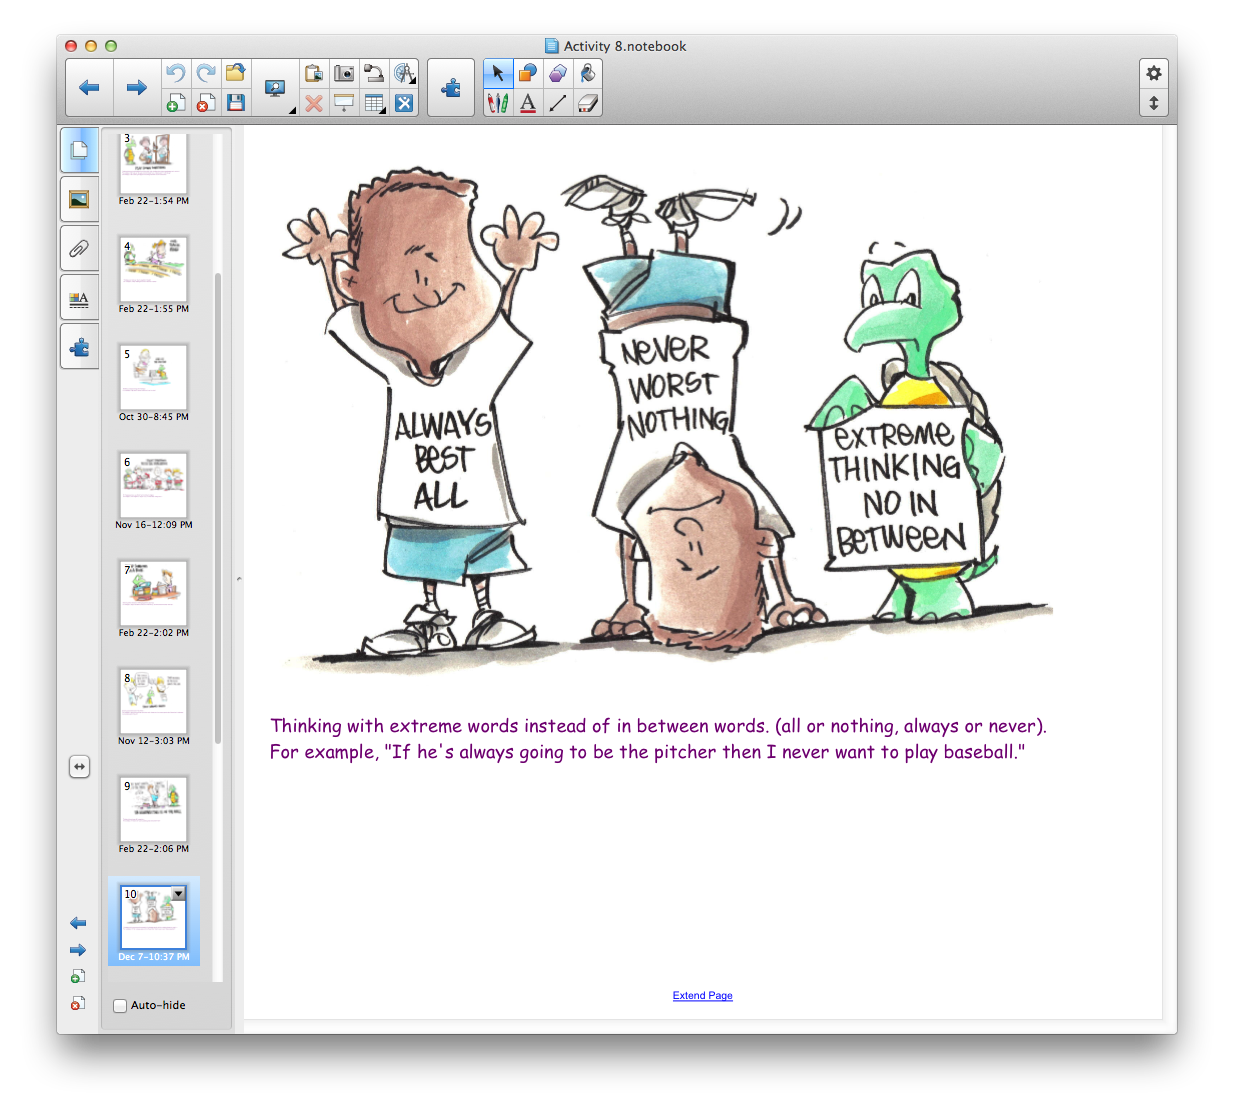 Activity 8.notebook
3
Feb 22-1:54 PM
4
Feb 22-1:55 PM
5
Oct 30-8:45 PM
6
Nov 16-12:09 PM
7
Feb 22-2:02 PM
8
Nov 12-3:03 PM
9
Feb 22-2:06 PM
10
Dec 7-10:37 PM
Auto-hide
ALWAYS
BEST
ALL
NEVER
WORST
NOTHING
EXTREME
THINKING
NO IN
BETWEEN
Thinking with extreme words instead of in between words. (all or nothing, always or never).
For example, "If he's always going to be the pitcher then I never want to play baseball."
Extend Page